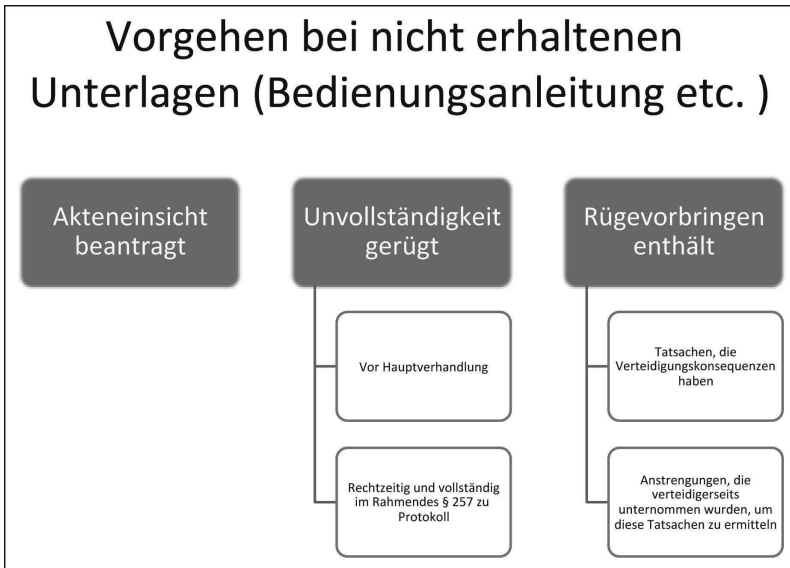 Vorgehen bei nicht erhaltenen
Unterlagen (Bedienungsanleitung etc. )
Akteneinsicht
beantragt
Unvollständigkeit
gerügt
Vor Hauptverhandlung
Rechtzeitig und vollständig
im Rahmendes § 257 zu
Protokoll
Rügevorbringen
enthält
Tatsachen, die
Verteidigungskonsequenzen
haben
Anstrengungen, die
verteidigerseits
unternommen wurden, um
diese Tatsachen zu ermitteln